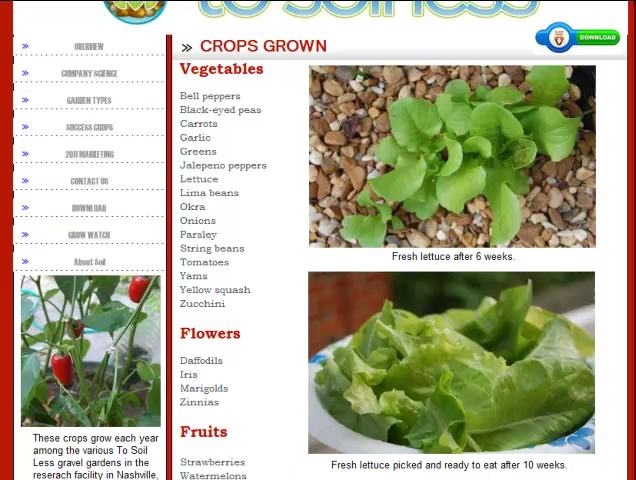 to Soilless
DOWNLOAD
OVERVIEW
COMPANY SCIENCE
GARDEN TYPES
SUCCESS CROPS
2011 MARKETING
CONTACT US
DOWNLOAD
GROW WATCH
About Soil
These crops grow each year
among the various To Soil
Less gravel gardens in the
reserach facility in Nashville,
CROPS GROWN
Vegetables
Bell peppers
Black-eyed peas
Carrots
Garlic
Greens
Jalepeno peppers
Lettuce
Lima beans
Okra
Onions
Parsley
String beans
Tomatoes
Yams
Yellow squash
Zucchini
Flowers
Daffodils
Iris
Marigolds
Zinnias
Fruits
Strawberries
Watermelons
Fresh lettuce after 6 weeks.
Fresh lettuce picked and ready to eat after 10 weeks.